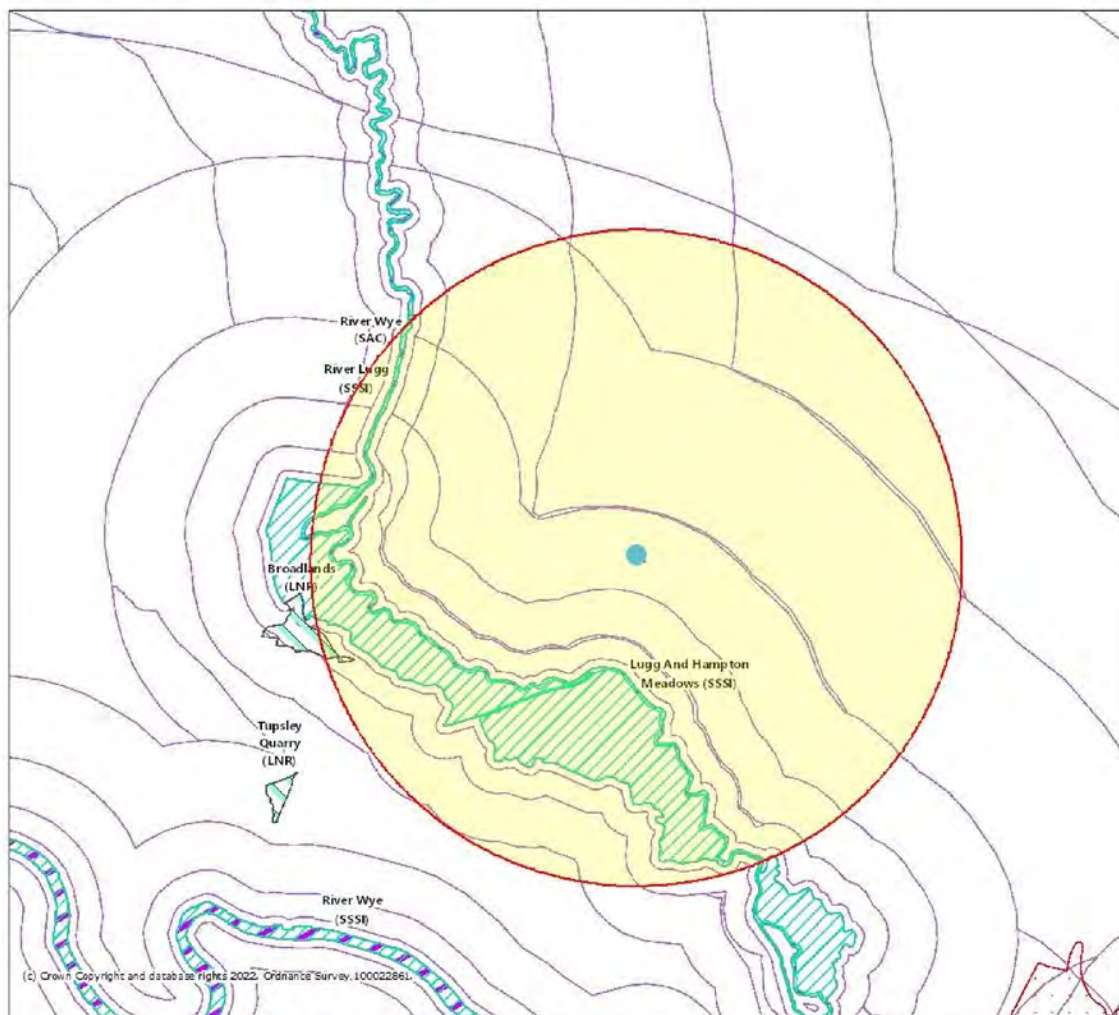 River Wye
(SAC)
River Lugg
(SSSI)
Broadlands
(LNR)
Lugg And Hampton
Meadows (SSSI)
Tupsley
Quarry
(LNR)
River Wye
(SSSI)
(c) Crown Copyright and database rights 2022. Ordnance Survey 100022861.